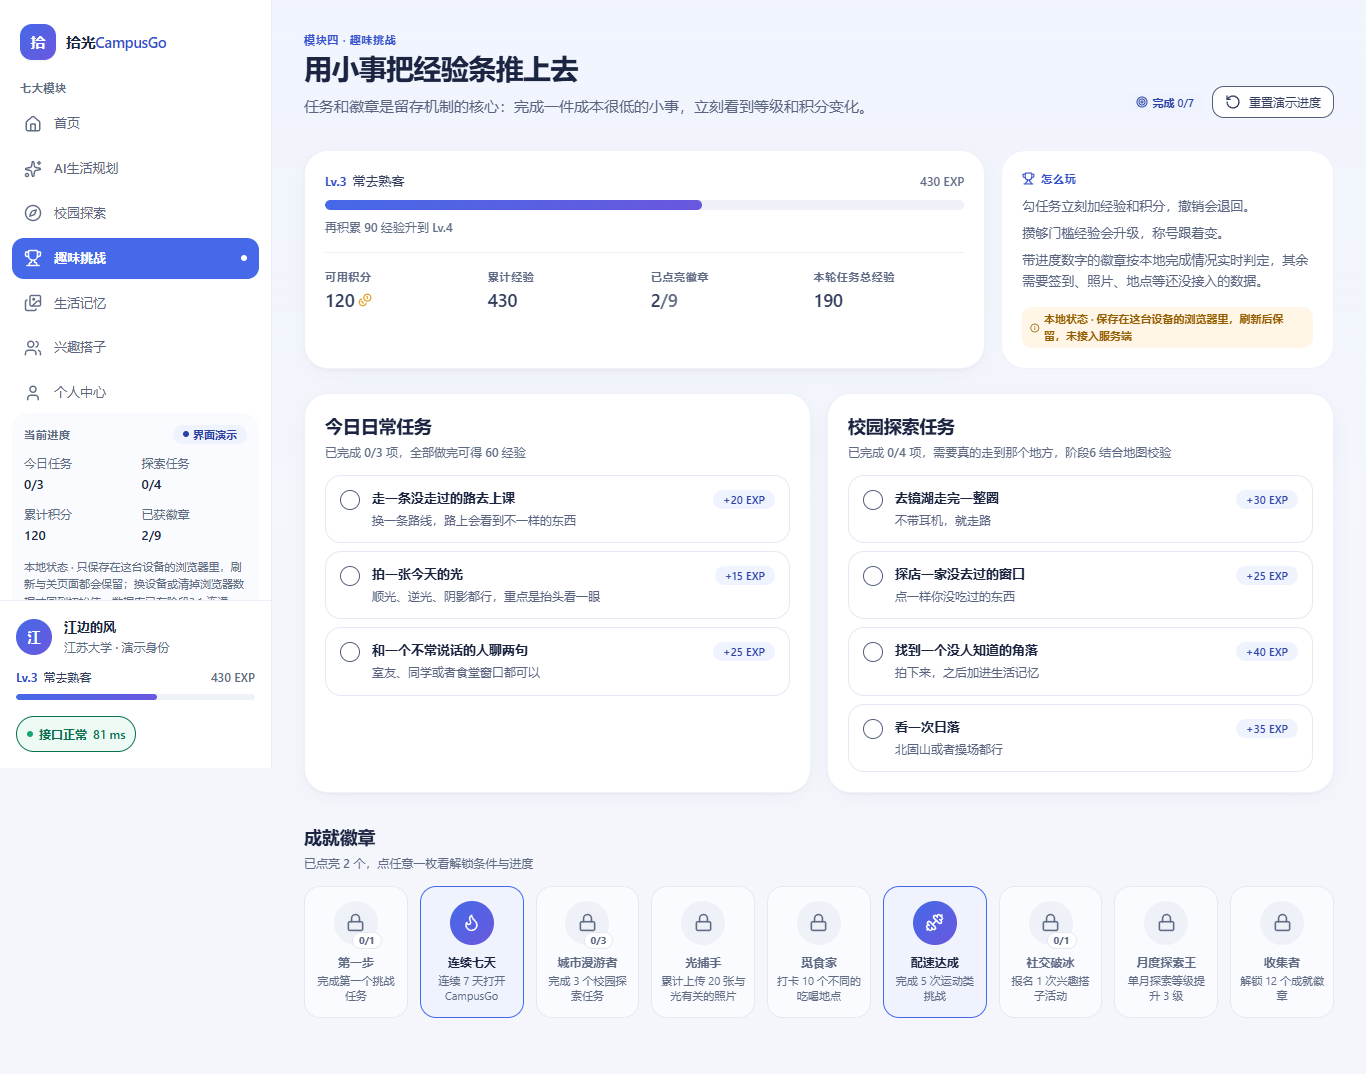 拾 拾光CampusGo
七大模块
首页
AI生活规划
校园探索
趣味挑战
生活记忆
兴趣搭子
个人中心
当前进度 界面演示
今日任务 探索任务
0/3 0/4
累计积分 已获徽章
120 2/9
本地状态 · 只保存在这台设备的浏览器里，刷
新与关页面都会保留；换设备或清掉浏览器数
江 江边的风
江苏大学 · 演示身份
Lv.3 常去熟客 430 EXP
接口正常 81 ms
模块四 · 趣味挑战
用小事把经验条推上去
任务和徽章是留存机制的核心：完成一件成本很低的小事，立刻看到等级和积分变化。
完成 0/7 重置演示进度
Lv.3 常去熟客 430 EXP
再积累 90 经验升到 Lv.4
可用积分 累计经验 已点亮徽章 本轮任务总经验
120 430 2/9 190
怎么玩
勾任务立刻加经验和积分，撤销会退回。
攒够门槛经验会升级，称号跟着变。
带进度数字的徽章按本地完成情况实时判定，其余
需要签到、照片、地点等还没接入的数据。
本地状态 · 保存在这台设备的浏览器里，刷新后保
留，未接入服务端
今日日常任务
已完成 0/3 项，全部做完可得 60 经验
走一条没走过的路去上课 +20 EXP
换一条路线，路上会看到不一样的东西
拍一张今天的光 +15 EXP
顺光、逆光、阴影都行，重点是抬头看一眼
和一个不常说话的人聊两句 +25 EXP
室友、同学或者食堂窗口都可以
校园探索任务
已完成 0/4 项，需要真的走到那个地方，阶段6 结合地图校验
去镜湖走完一整圈 +30 EXP
不带耳机，就走路
探店一家没去过的窗口 +25 EXP
点一样你没吃过的东西
找到一个没人知道的角落 +40 EXP
拍下来，之后加进生活记忆
看一次日落 +35 EXP
北固山或者操场都行
成就徽章
已点亮 2 个，点任意一枚看解锁条件与进度
0/1
第一步
完成第一个挑战
任务
连续七天
连续 7 天打开
CampusGo
0/3
城市漫游者
完成 3 个校园探
索任务
光捕手
累计上传 20 张与
光有关的照片
觅食家
打卡 10 个不同的
吃喝地点
配速达成
完成 5 次运动类
挑战
0/1
社交破冰
报名 1 次兴趣搭
子活动
月度探索王
单月探索等级提
升 3 级
收集者
解锁 12 个成就徽
章